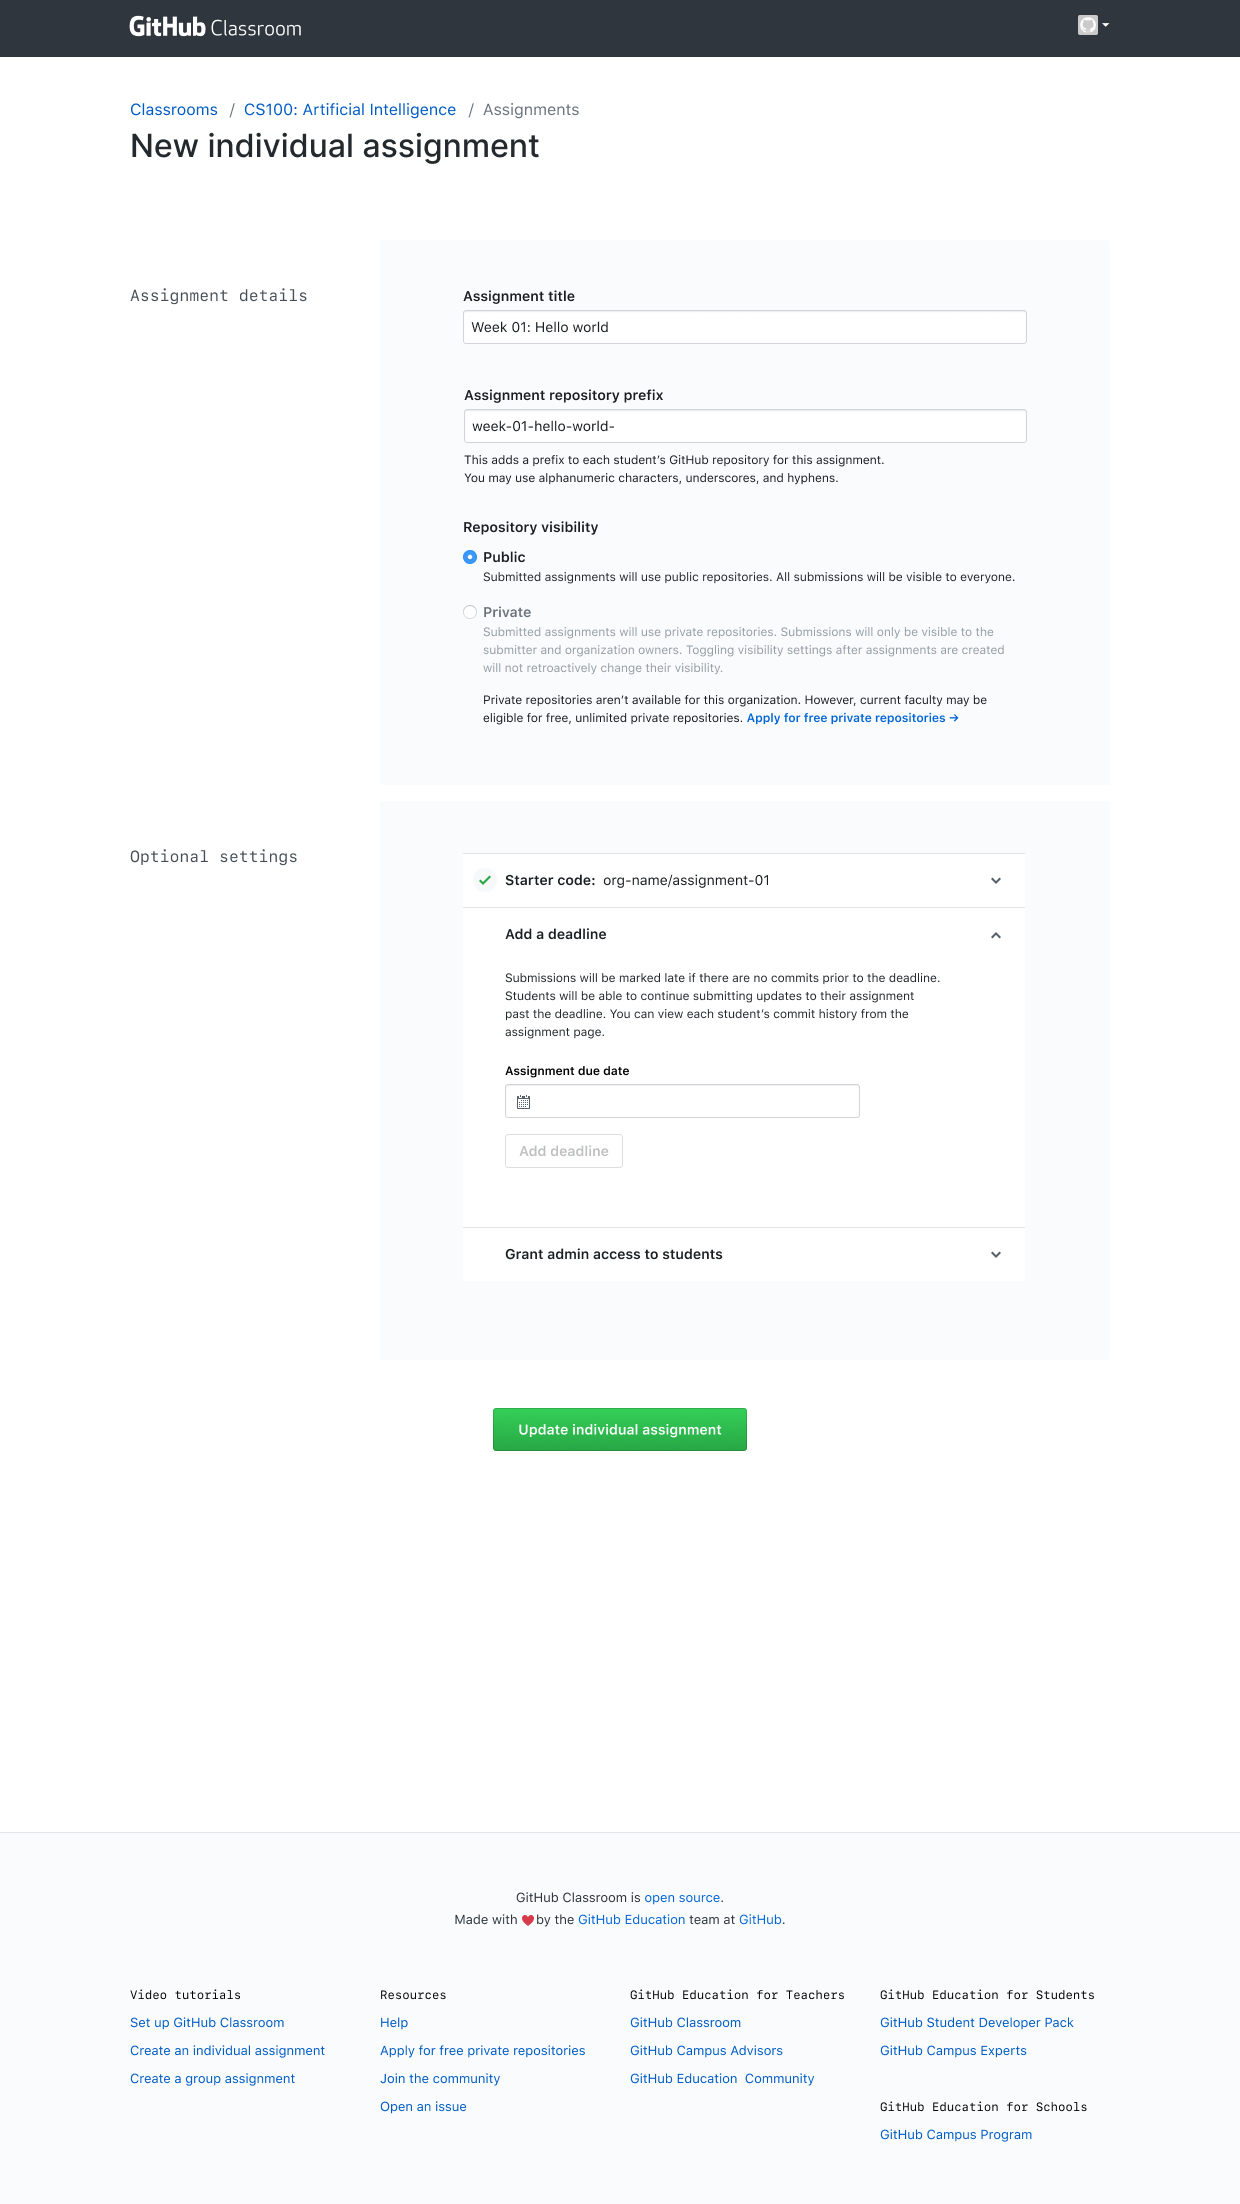 GitHub Classroom
Classrooms / CS100: Artificial Intelligence / Assignments
New individual assignment
Assignment details
Assignment title
Week 01: Hello world
Assignment repository prefix
week-01-hello-world-
This adds a prefix to each student’s GitHub repository for this assignment.
You may use alphanumeric characters, underscores, and hyphens.
Repository visibility
Public
Submitted assignments will use public repositories. All submissions will be visible to everyone.
Private
Submitted assignments will use private repositories. Submissions will only be visible to the
submitter and organization owners. Toggling visibility settings after assignments are created
will not retroactively change their visibility.
Private repositories aren’t available for this organization. However, current faculty may be
eligible for free, unlimited private repositories. Apply for free private repositories →
Optional settings
Starter code: org-name/assignment-01
Add a deadline
Submissions will be marked late if there are no commits prior to the deadline.
Students will be able to continue submitting updates to their assignment
past the deadline. You can view each student’s commit history from the
assignment page.
Assignment due date
Add deadline
Grant admin access to students
Update individual assignment
GitHub Classroom is open source.
Made with ♥ by the GitHub Education team at GitHub.
Video tutorials
Set up GitHub Classroom
Create an individual assignment
Create a group assignment
Resources
Help
Apply for free private repositories
Join the community
Open an issue
GitHub Education for Teachers
GitHub Classroom
GitHub Campus Advisors
GitHub Education Community
GitHub Education for Students
GitHub Student Developer Pack
GitHub Campus Experts
GitHub Education for Schools
GitHub Campus Program